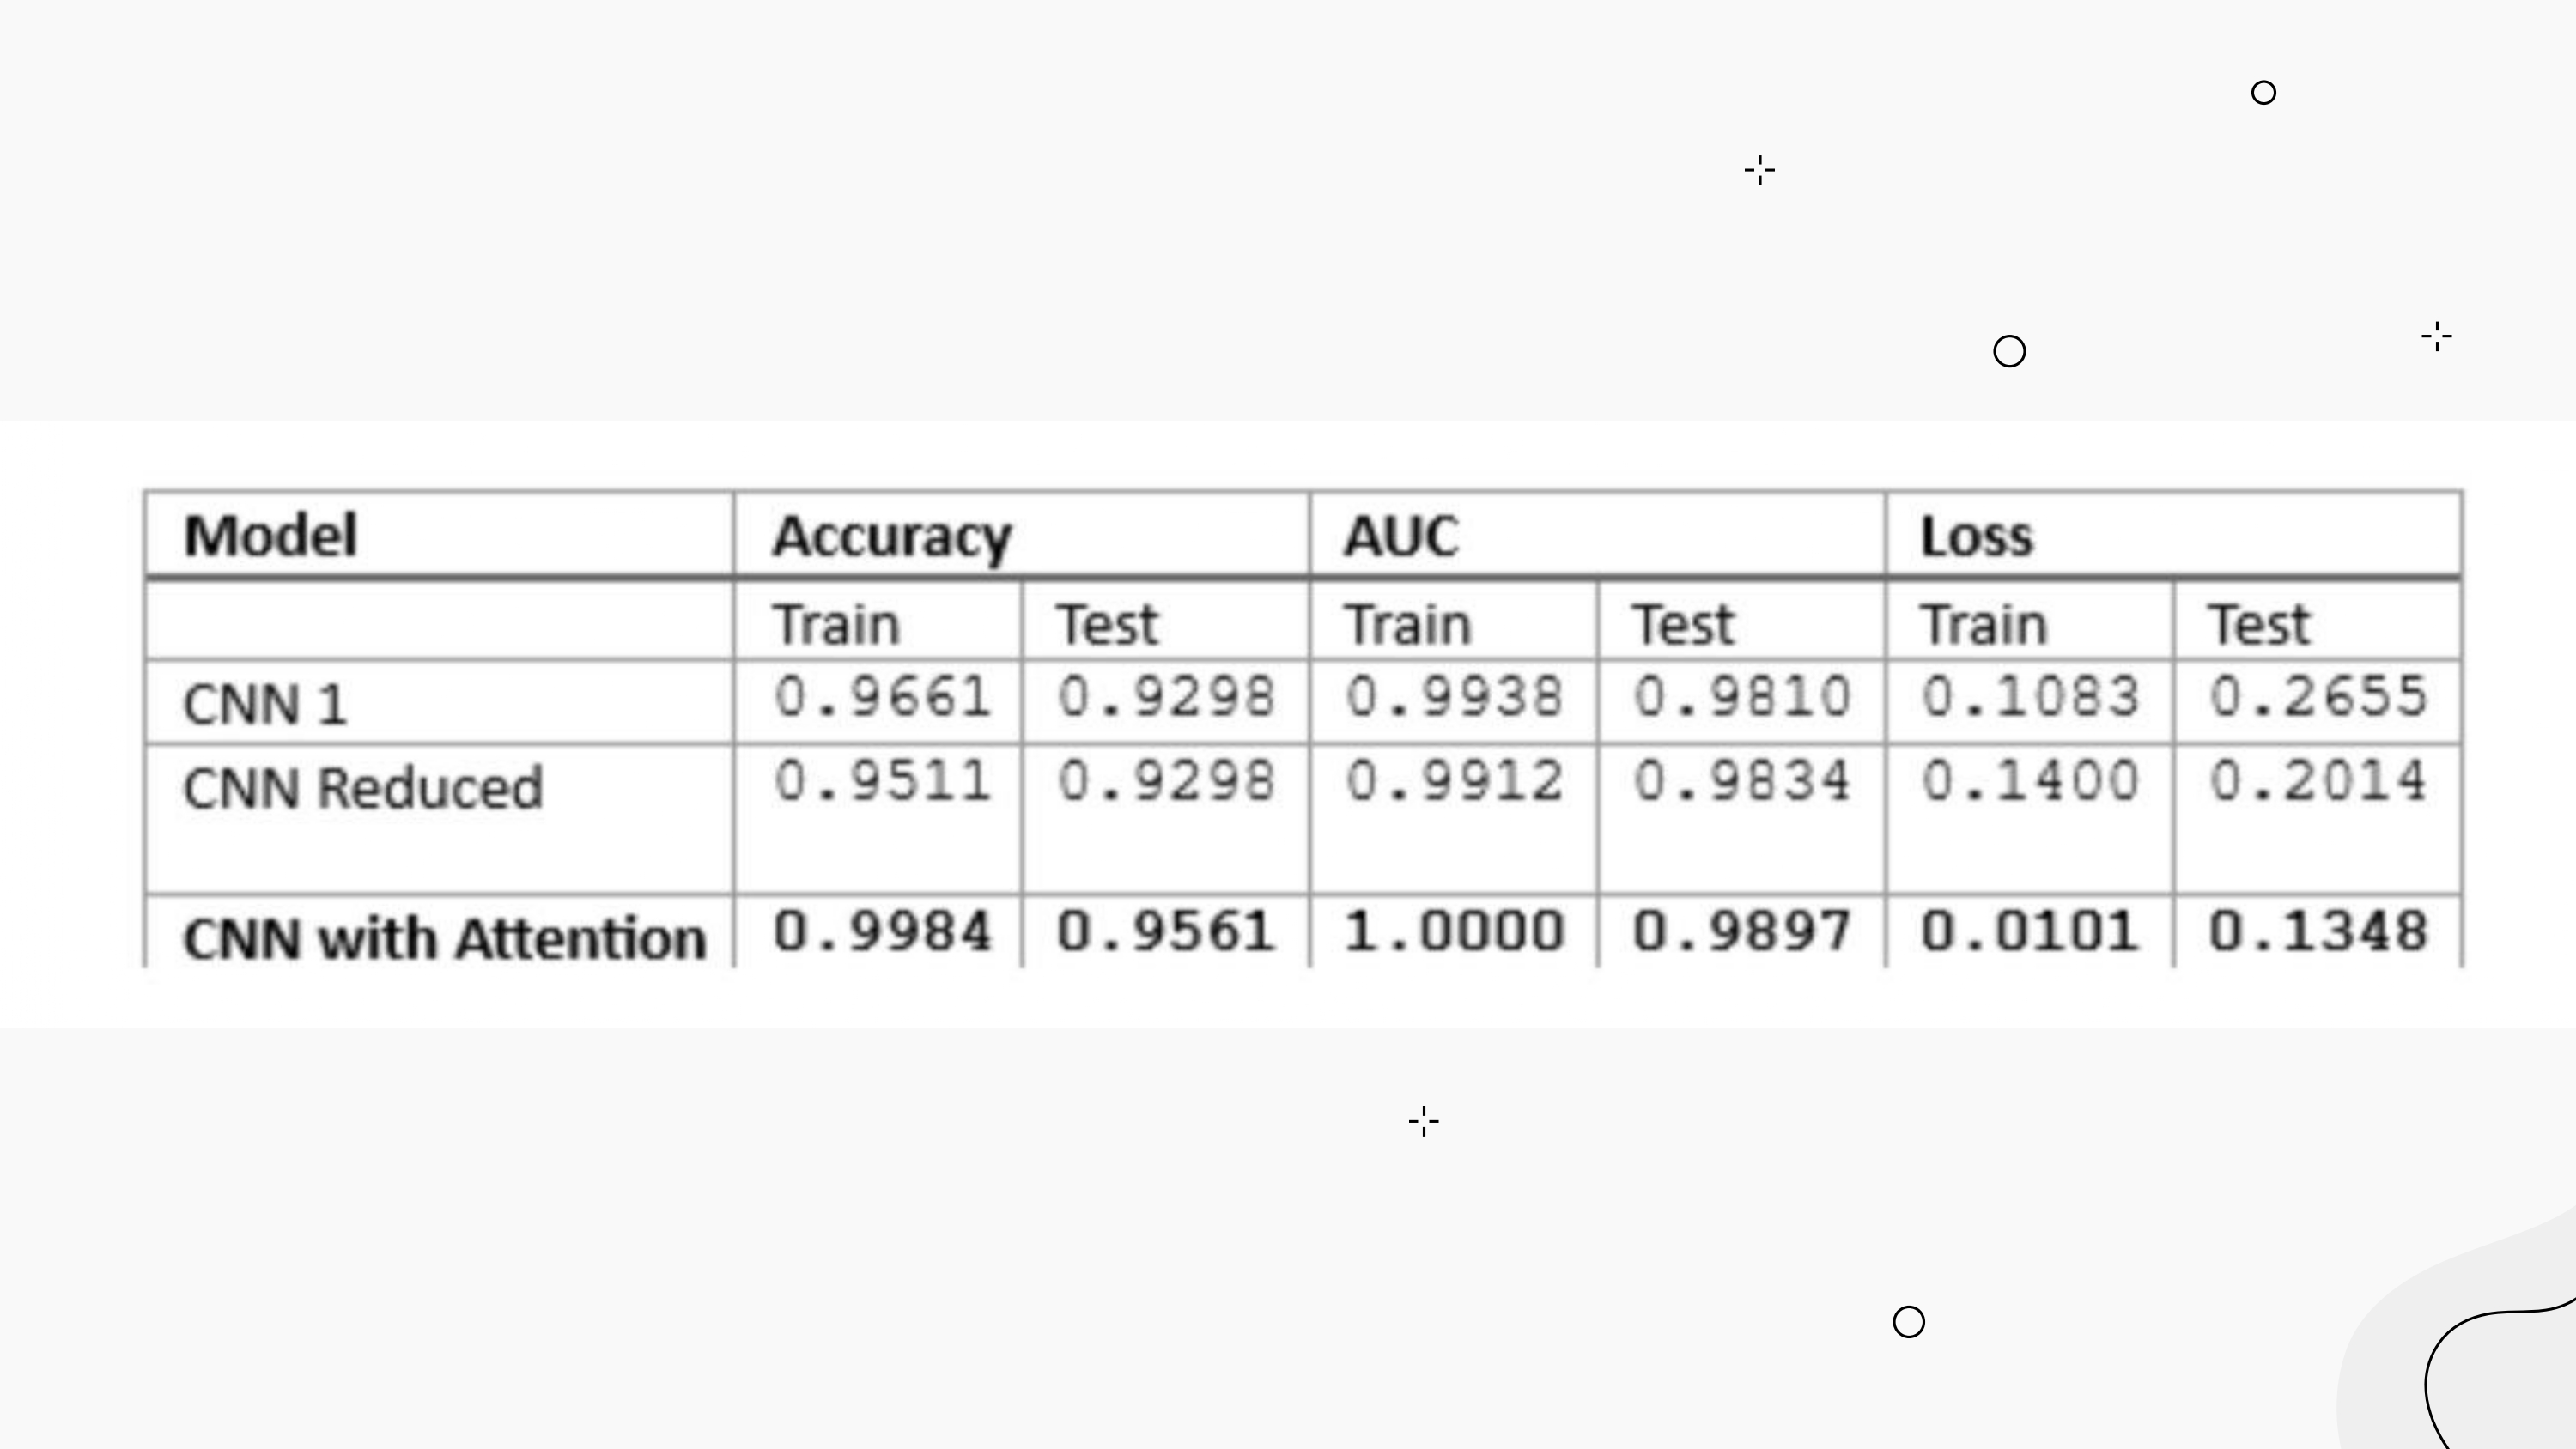 Model Accuracy AUC Loss
Train Test Train Test Train Test
CNN 1 0.9661 0.9298 0.9938 0.9810 0.1083 0.2655
CNN Reduced 0.9511 0.9298 0.9912 0.9834 0.1400 0.2014
CNN with Attention 0.9984 0.9561 1.0000 0.9897 0.0101 0.1348